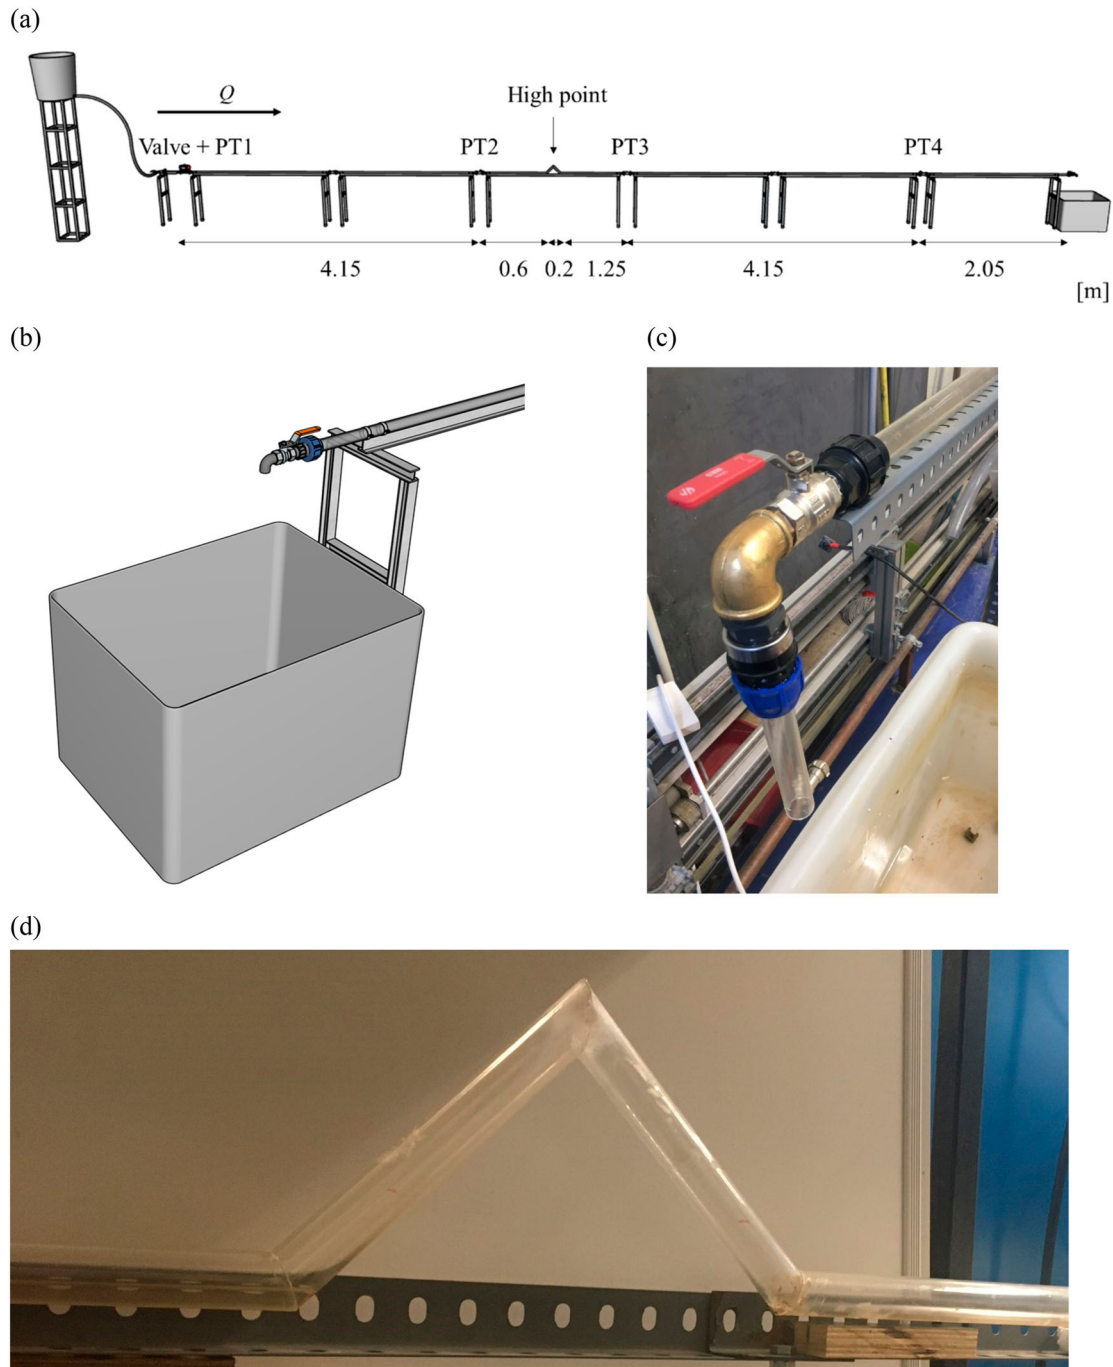 (a)
Q
High point
Valve + PT1
PT2
PT3
PT4
4.15
0.6
0.2
1.25
4.15
2.05
[m]
(b)
(c)
(d)